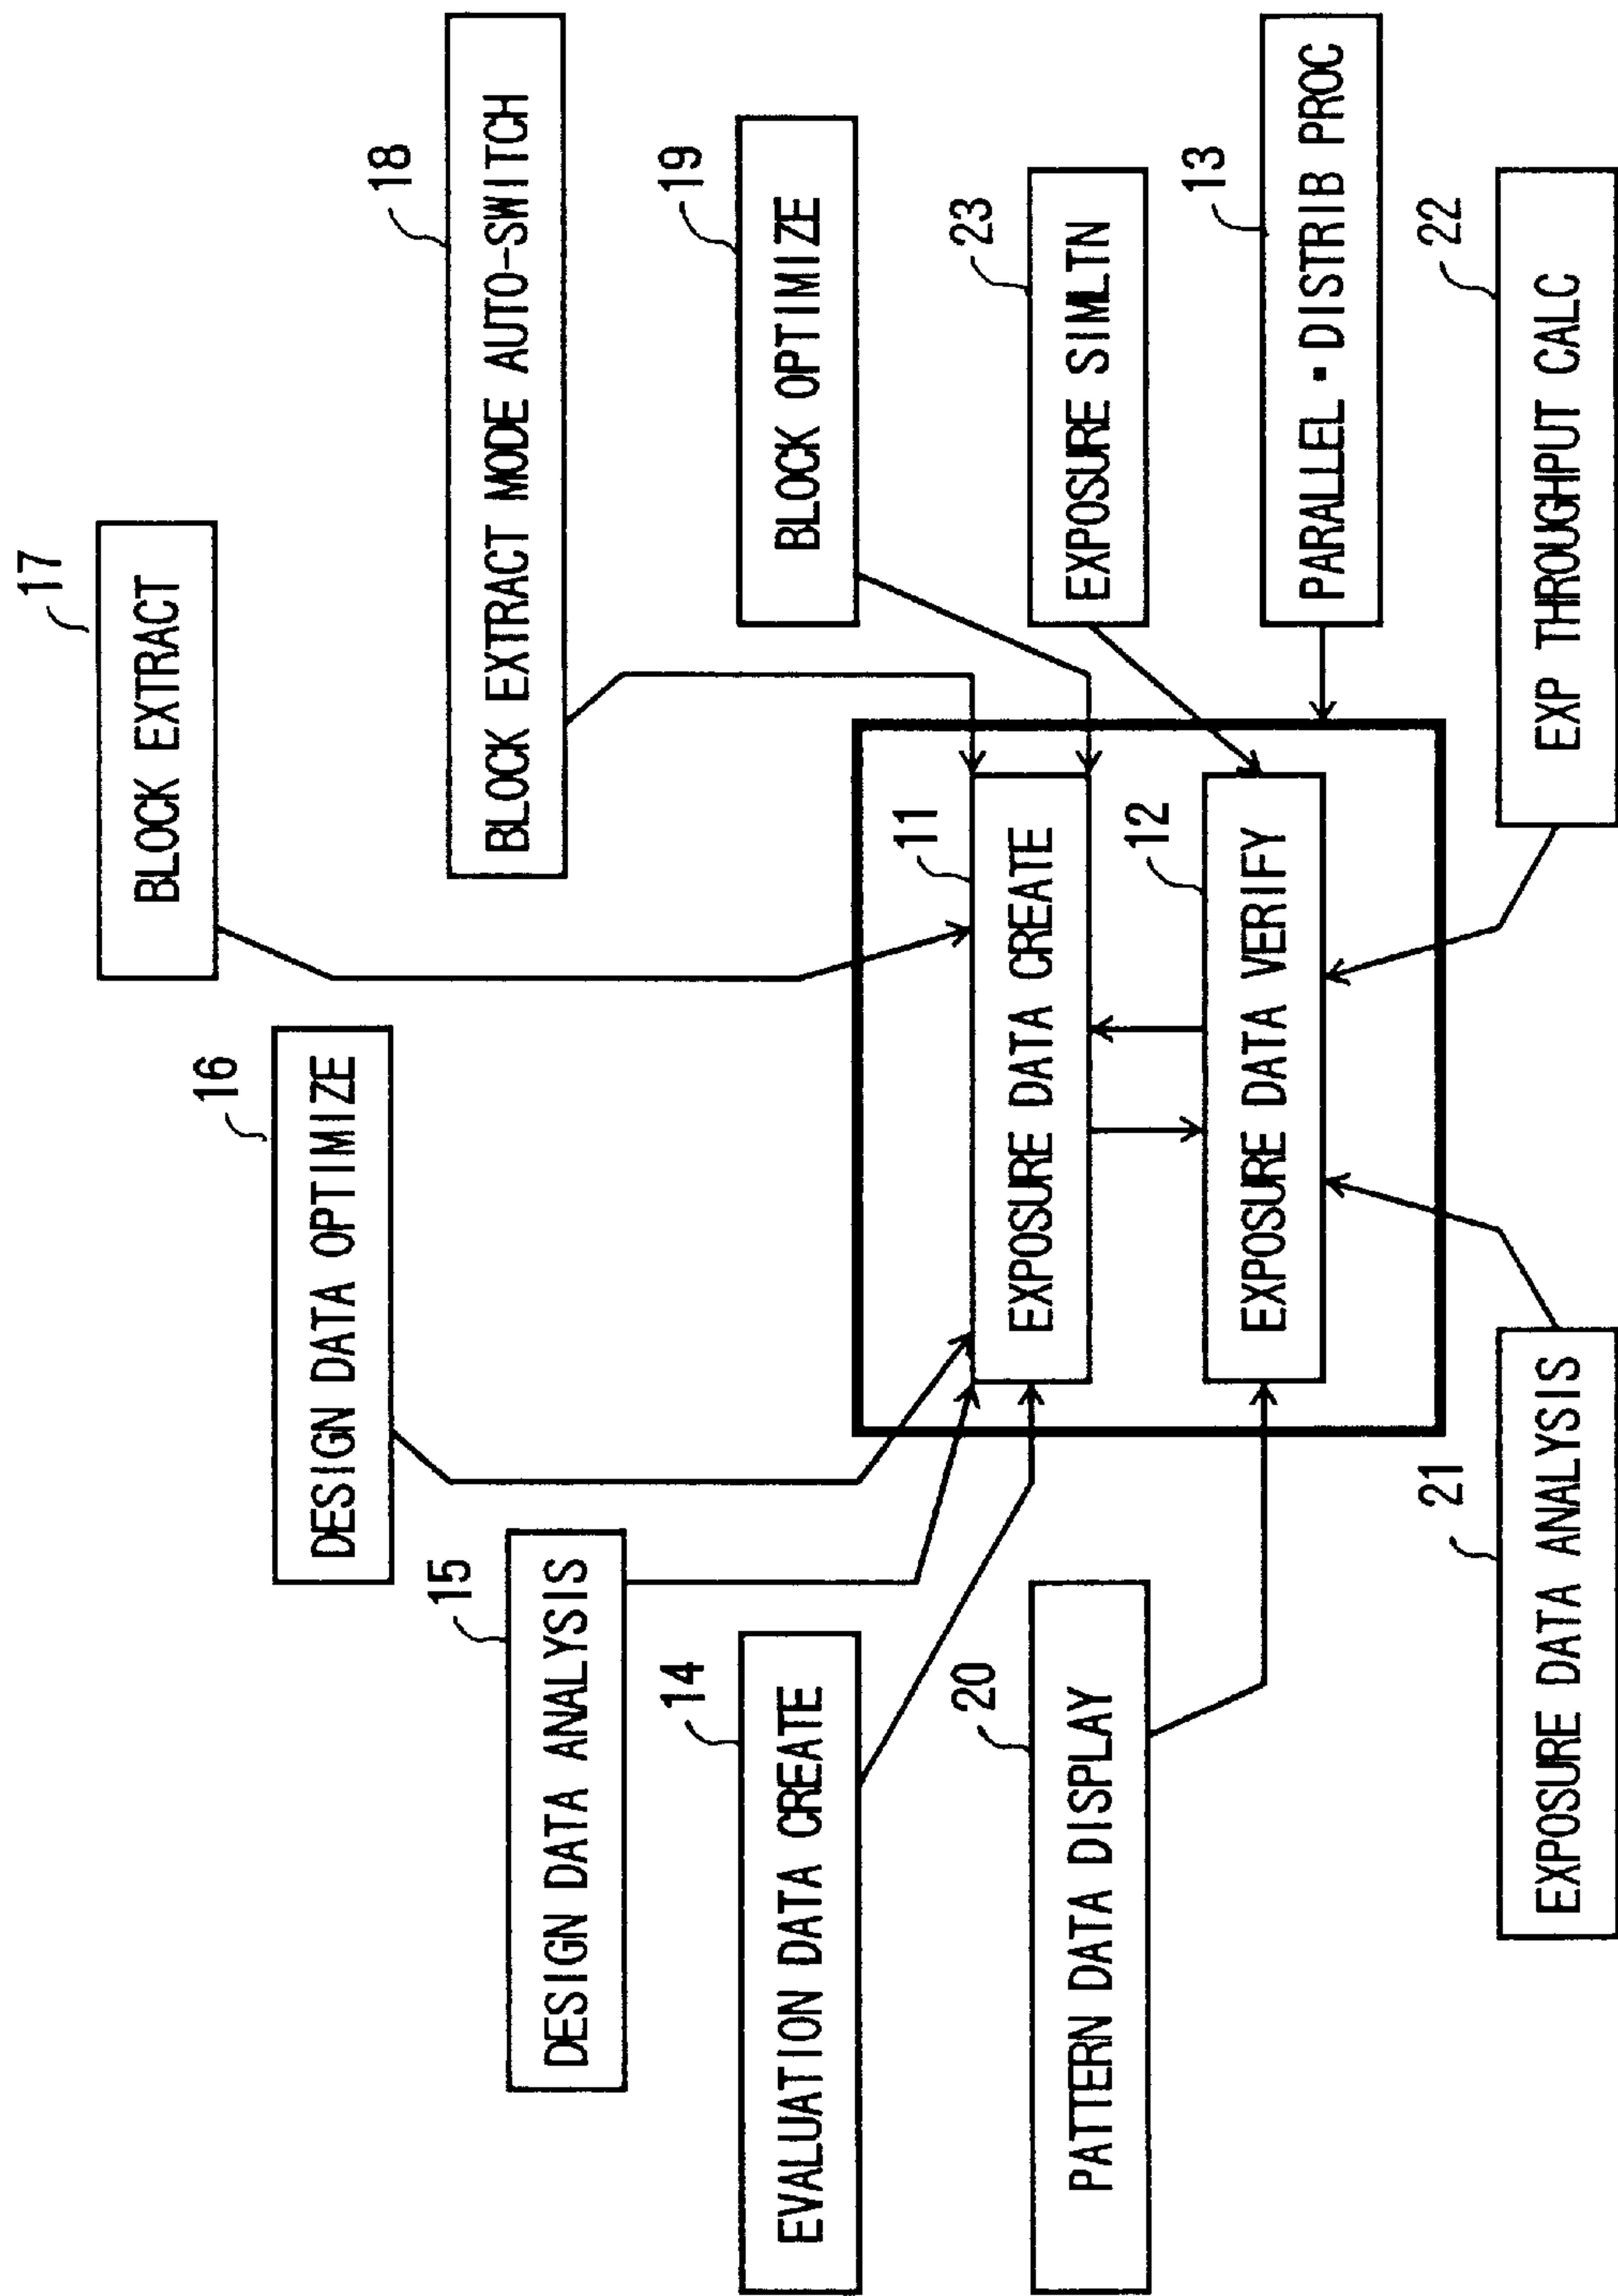 17
BLOCK EXTRACT
16
DESIGN DATA OPTIMIZE
18
BLOCK EXTRACT MODE AUTO-SWITCH
15
DESIGN DATA ANALYSIS
14
EVALUATION DATA CREATE
19
BLOCK OPTIMIZE
11
EXPOSURE DATA CREATE
20
PATTERN DATA DISPLAY
23
EXPOSURE SIMLTN
12
EXPOSURE DATA VERIFY
13
PARALLEL・DISTRIB PROC
21
EXPOSURE DATA ANALYSIS
22
EXP THROUGHPUT CALC